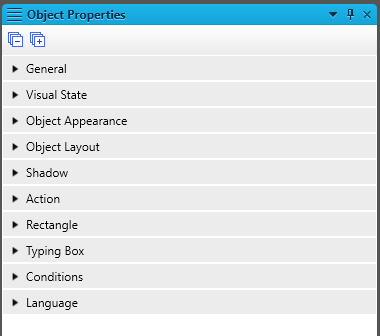 Object Properties
General
Visual State
Object Appearance
Object Layout
Shadow
Action
Rectangle
Typing Box
Conditions
Language